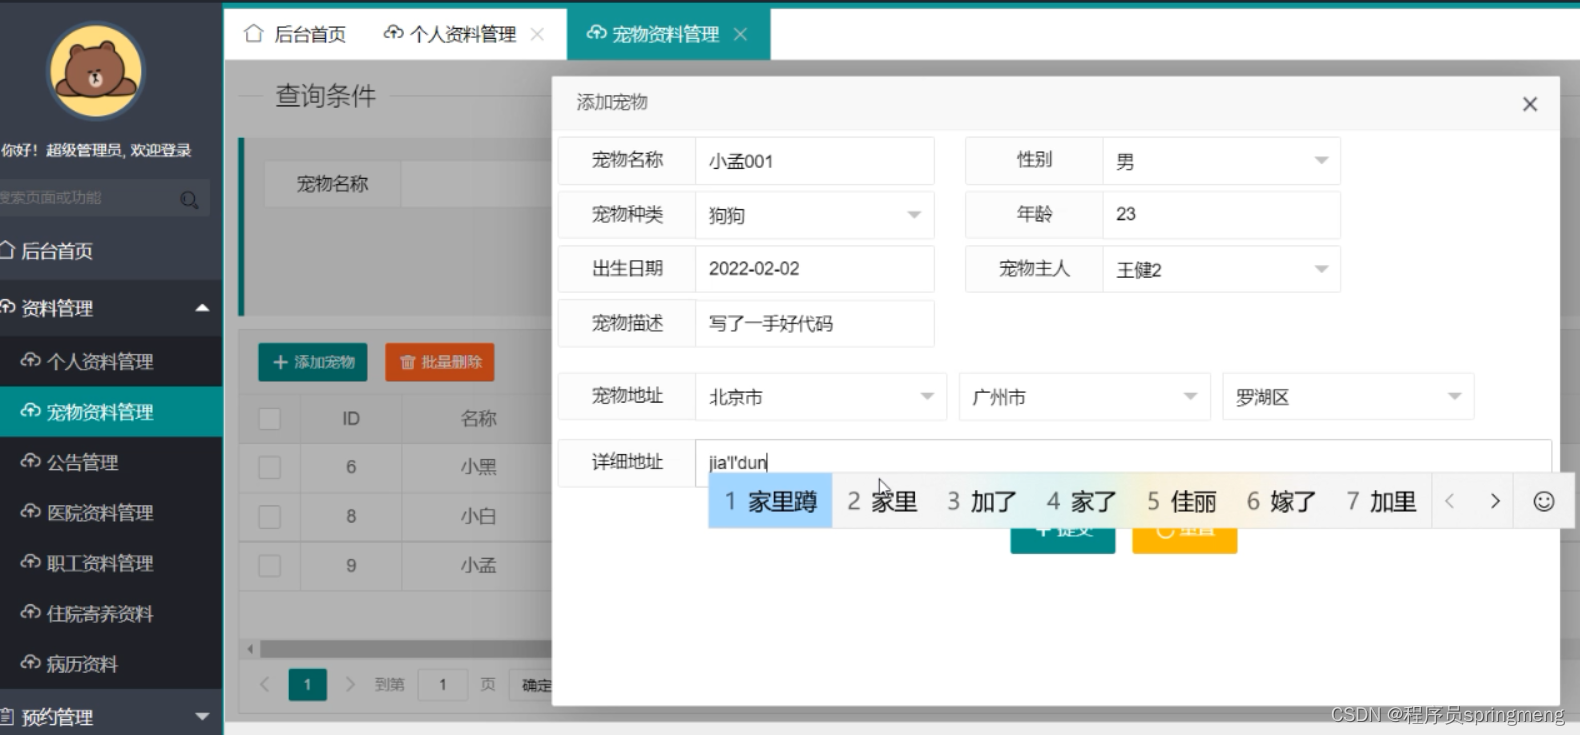 你好！超级管理员, 欢迎登录
搜索页面或功能
后台首页
资料管理
个人资料管理
宠物资料管理
公告管理
医院资料管理
职工资料管理
住院寄养资料
病历资料
预约管理
后台首页 个人资料管理 宠物资料管理
查询条件
宠物名称
添加宠物 批量删除
ID 名称
6 小黑
8 小白
9 小孟
1 到第 1 页 确定
添加宠物
宠物名称 小孟001 性别 男
宠物种类 狗狗 年龄 23
出生日期 2022-02-02 宠物主人 王健2
宠物描述 写了一手好代码
宠物地址 北京市 广州市 罗湖区
详细地址 jia'l'dun
1 家里蹲 2 家里 3 加了 4 家了 5 佳丽 6 嫁了 7 加里
提交 重置
CSDN @程序员springmeng